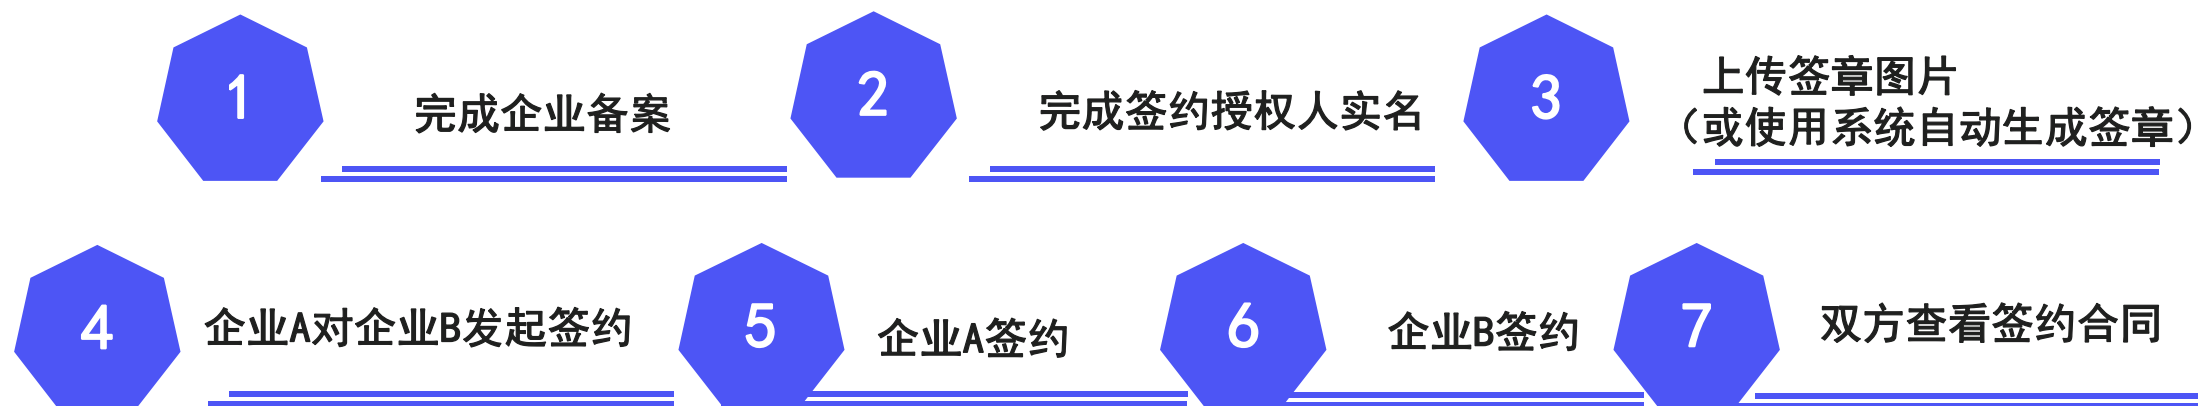 1
完成企业备案
2
完成签约授权人实名
3
上传签章图片
（或使用系统自动生成签章）
4
企业A对企业B发起签约
5
企业A签约
6
企业B签约
7
双方查看签约合同